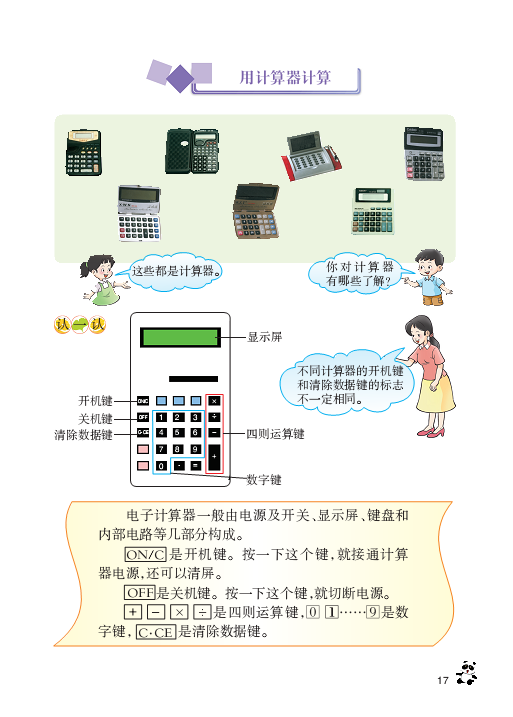 用计算器计算
这些都是计算器。
你对计算器
有哪些了解?
认一认
显示屏
不同计算器的开机键
和清除数据键的标志
不一定相同。
开机键
ON/C
×
关机键
OFF
1
2
3
÷
清除数据键
C·CE
4
5
6
−
四则运算键
7
8
9
+
0
·
=
数字键
电子计算器一般由电源及开关、显示屏、键盘和
内部电路等几部分构成。
ON/C 是开机键。按一下这个键,就接通计算
器电源,还可以清屏。
OFF是关机键。按一下这个键,就切断电源。
+ − × ÷是四则运算键,0 1……9是数
字键, C·CE是清除数据键。
17